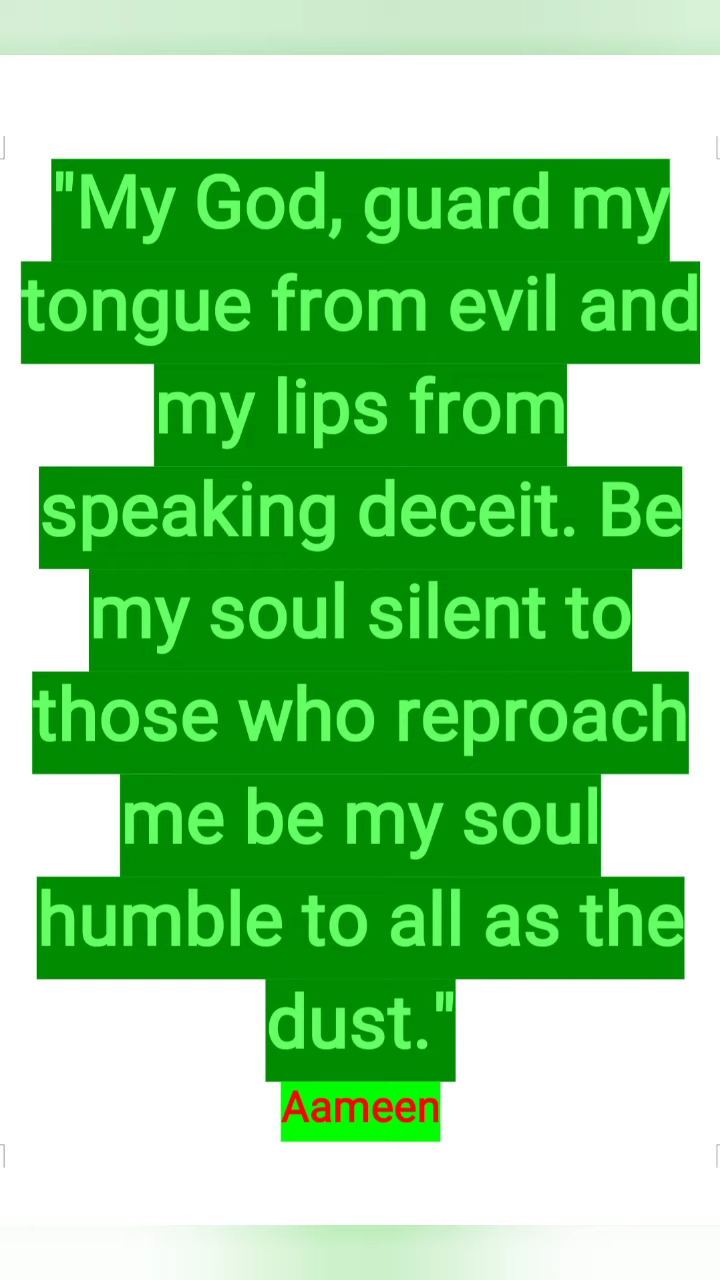 "My God, guard my
tongue from evil and
my lips from
speaking deceit. Be
my soul silent to
those who reproach
me be my soul
humble to all as the
dust."
Aameen